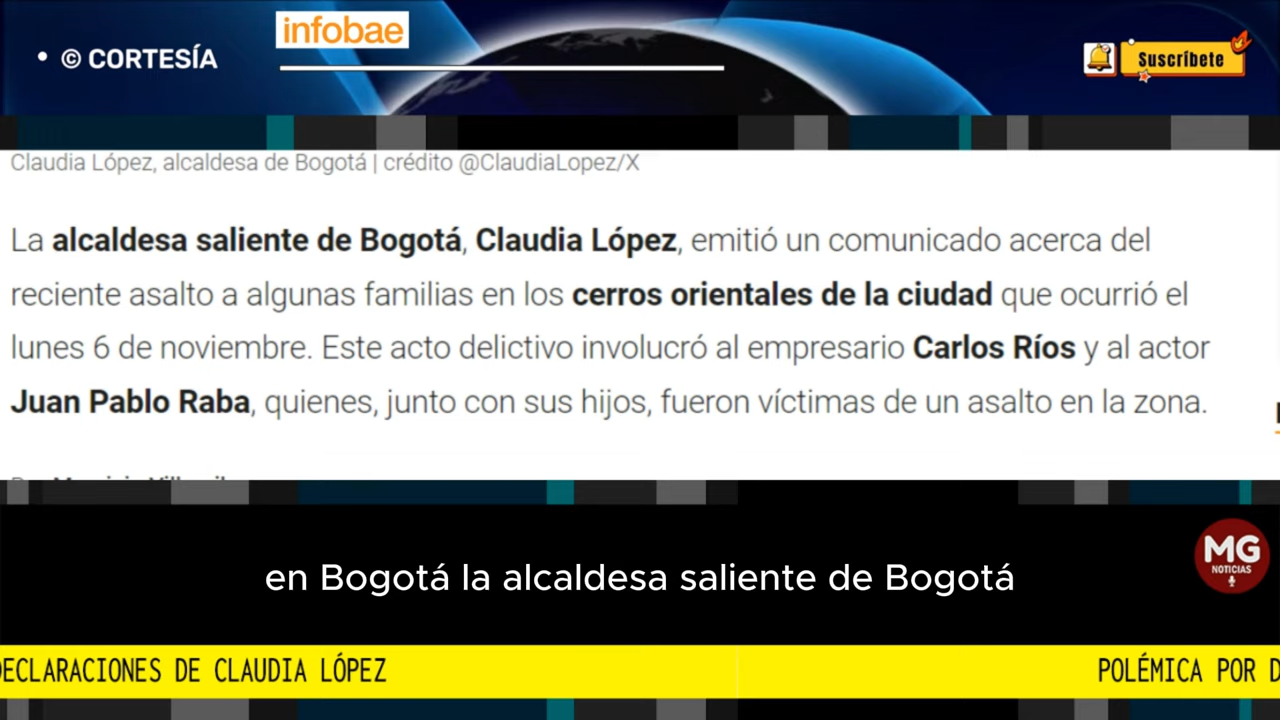 infobae
• © CORTESÍA
Suscríbete
Claudia López, alcaldesa de Bogotá | crédito @ClaudiaLopez/X
La alcaldesa saliente de Bogotá, Claudia López, emitió un comunicado acerca del
reciente asalto a algunas familias en los cerros orientales de la ciudad que ocurrió el
lunes 6 de noviembre. Este acto delictivo involucró al empresario Carlos Ríos y al actor
Juan Pablo Raba, quienes, junto con sus hijos, fueron víctimas de un asalto en la zona.
en Bogotá la alcaldesa saliente de Bogotá
MG
NOTICIAS
DECLARACIONES DE CLAUDIA LÓPEZ
POLÉMICA POR D